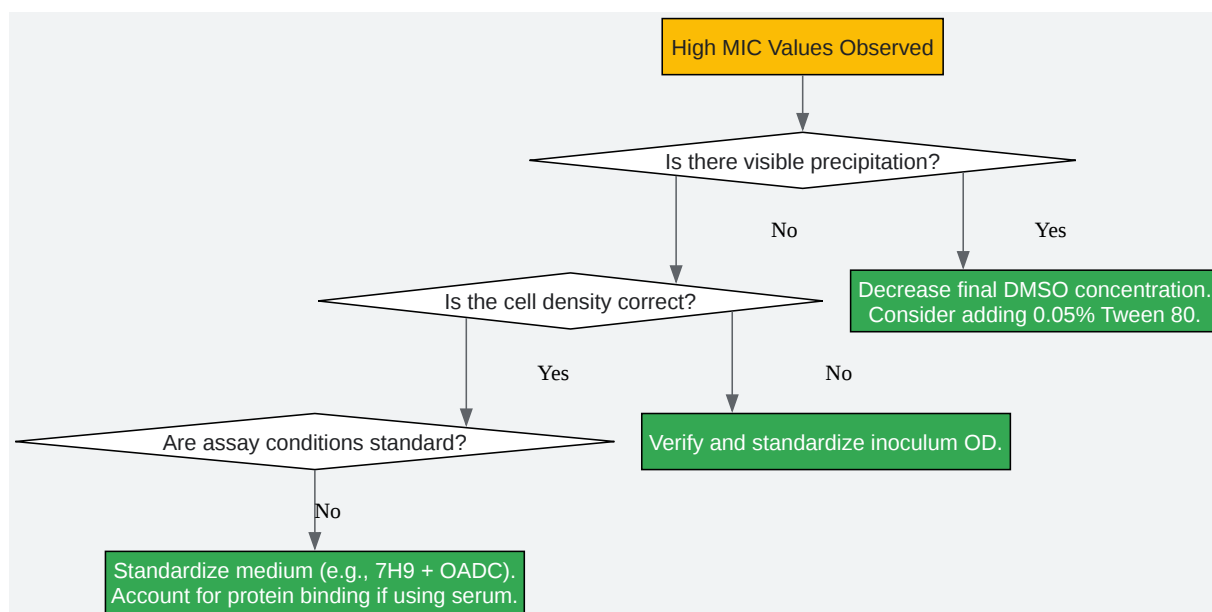 High MIC Values Observed
Is there visible precipitation?
No
Yes
Is the cell density correct?
Decrease final DMSO concentration.
Consider adding 0.05% Tween 80.
Yes
No
Are assay conditions standard?
Verify and standardize inoculum OD.
No
Standardize medium (e.g., 7H9 + OADC).
Account for protein binding if using serum.